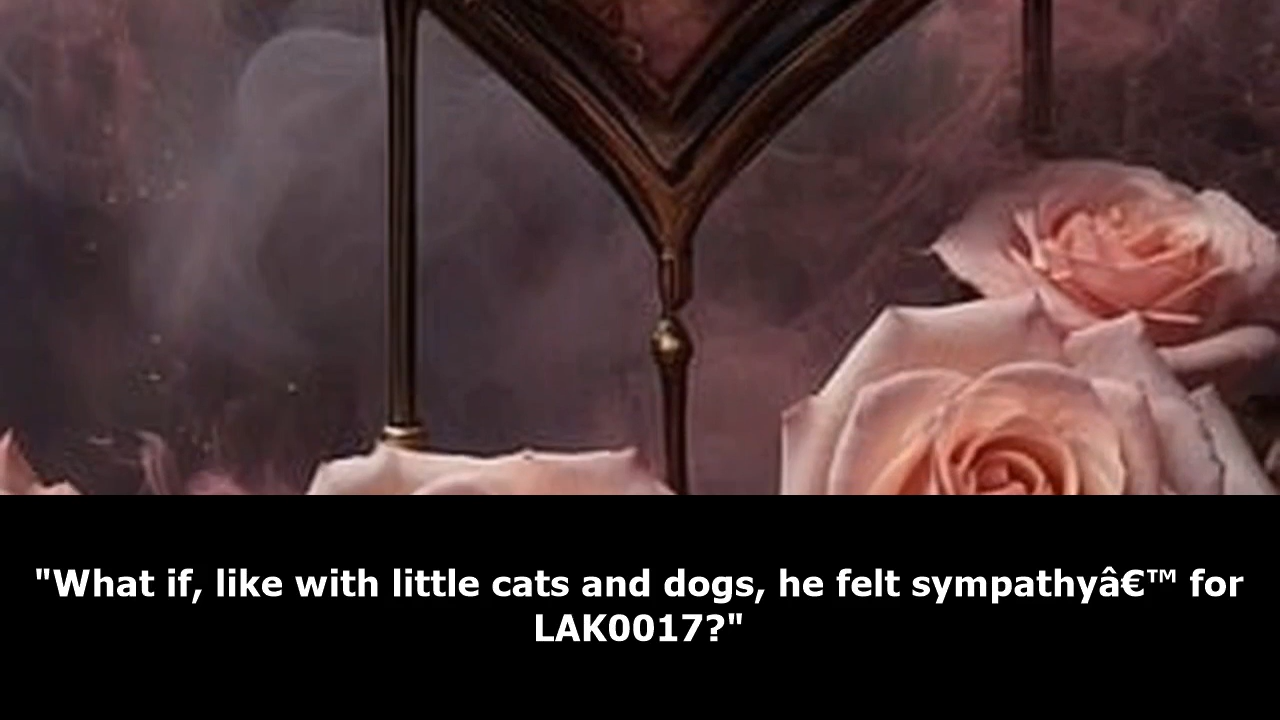 "What if, like with little cats and dogs, he felt sympathyâ€™ for
LAK0017?"